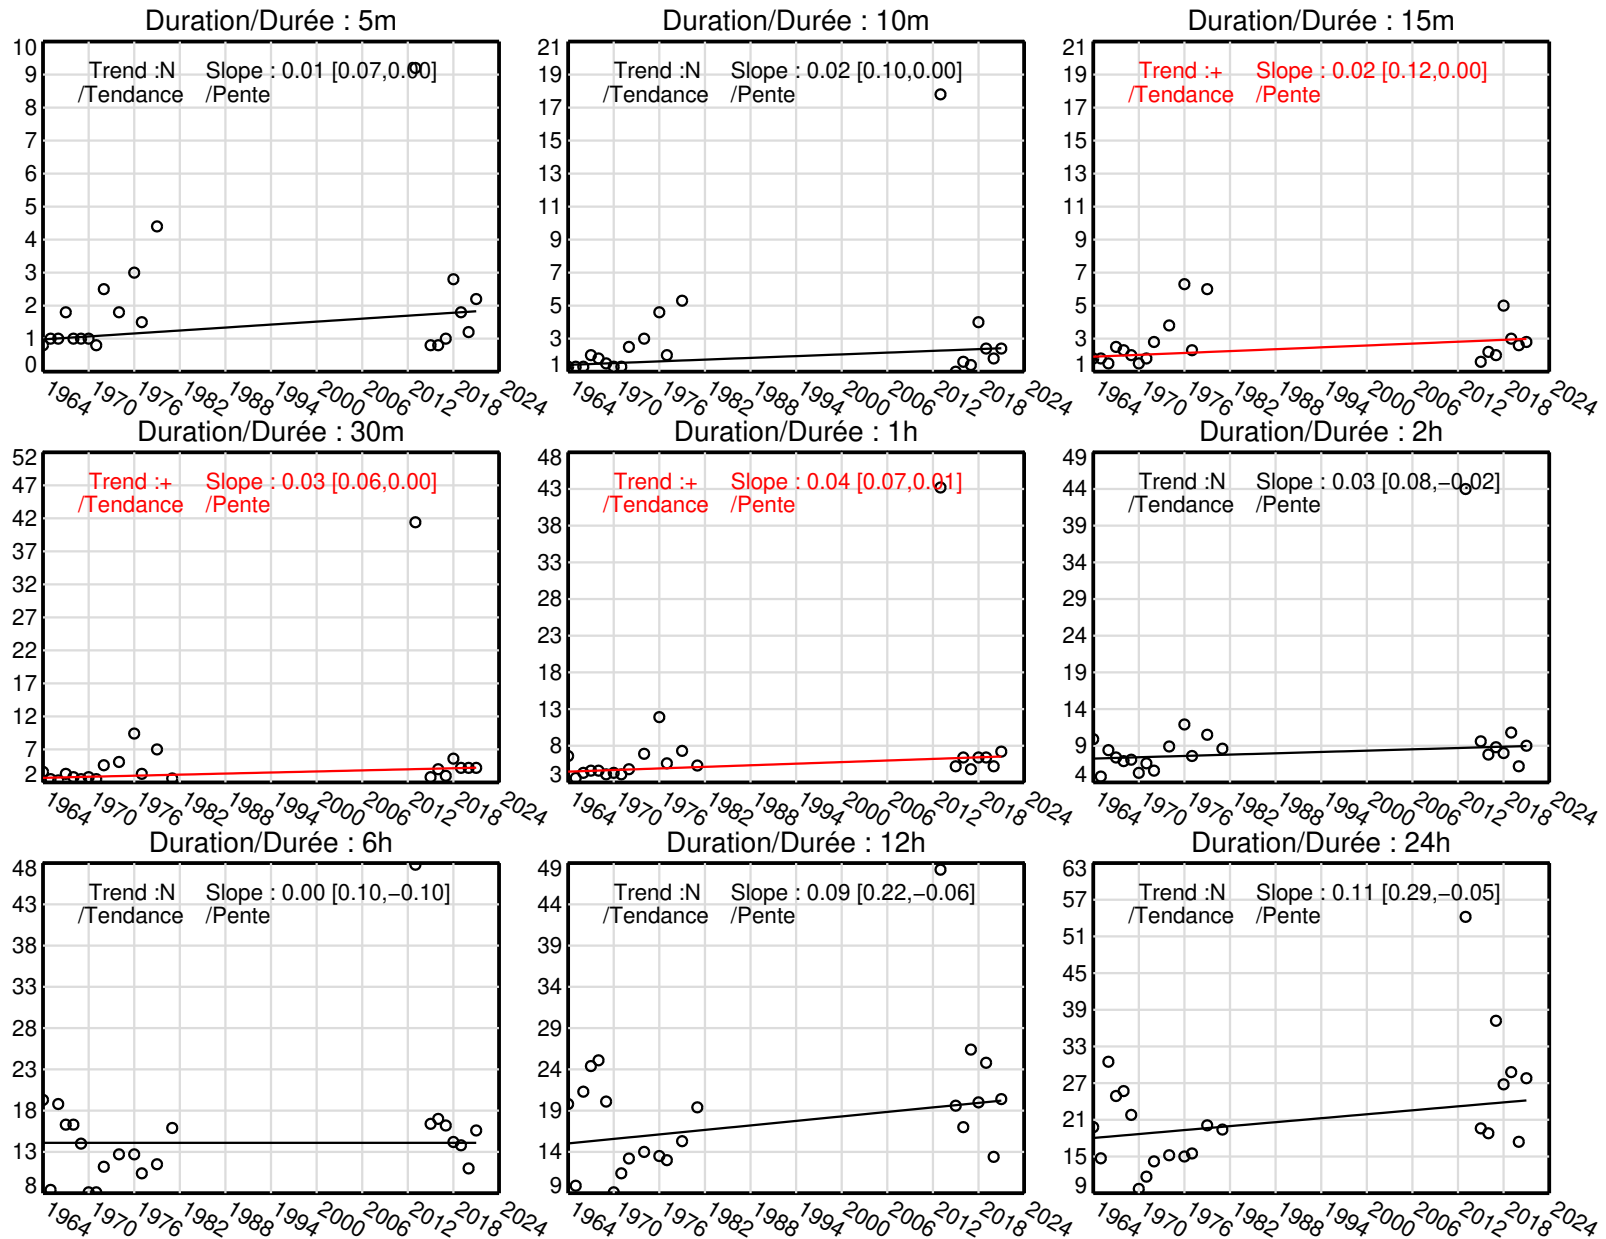 Duration/Durée : 5m
10
9
8
7
6
5
4
3
2
1
0
Trend :N Slope : 0.01 [0.07,0.00]
/Tendance /Pente
1964 1970 1976 1982 1988 1994 2000 2006 2012 2018 2024
Duration/Durée : 10m
21
19
17
15
13
11
9
7
5
3
1
Trend :N Slope : 0.02 [0.10,0.00]
/Tendance /Pente
1964 1970 1976 1982 1988 1994 2000 2006 2012 2018 2024
Duration/Durée : 15m
21
19
17
15
13
11
9
7
5
3
1
Trend :+ Slope : 0.02 [0.12,0.00]
/Tendance /Pente
1964 1970 1976 1982 1988 1994 2000 2006 2012 2018 2024
Duration/Durée : 30m
52
47
42
37
32
27
22
17
12
7
2
Trend :+ Slope : 0.03 [0.06,0.00]
/Tendance /Pente
1964 1970 1976 1982 1988 1994 2000 2006 2012 2018 2024
Duration/Durée : 1h
48
43
38
33
28
23
18
13
8
3
Trend :+ Slope : 0.04 [0.07,0.01]
/Tendance /Pente
1964 1970 1976 1982 1988 1994 2000 2006 2012 2018 2024
Duration/Durée : 2h
49
44
39
34
29
24
19
14
9
4
Trend :N Slope : 0.03 [0.08,−0.02]
/Tendance /Pente
1964 1970 1976 1982 1988 1994 2000 2006 2012 2018 2024
Duration/Durée : 6h
48
43
38
33
28
23
18
13
8
Trend :N Slope : 0.00 [0.10,−0.10]
/Tendance /Pente
1964 1970 1976 1982 1988 1994 2000 2006 2012 2018 2024
Duration/Durée : 12h
49
44
39
34
29
24
19
14
9
Trend :N Slope : 0.09 [0.22,−0.06]
/Tendance /Pente
1964 1970 1976 1982 1988 1994 2000 2006 2012 2018 2024
Duration/Durée : 24h
63
57
51
45
39
33
27
21
15
9
Trend :N Slope : 0.11 [0.29,−0.05]
/Tendance /Pente
1964 1970 1976 1982 1988 1994 2000 2006 2012 2018 2024